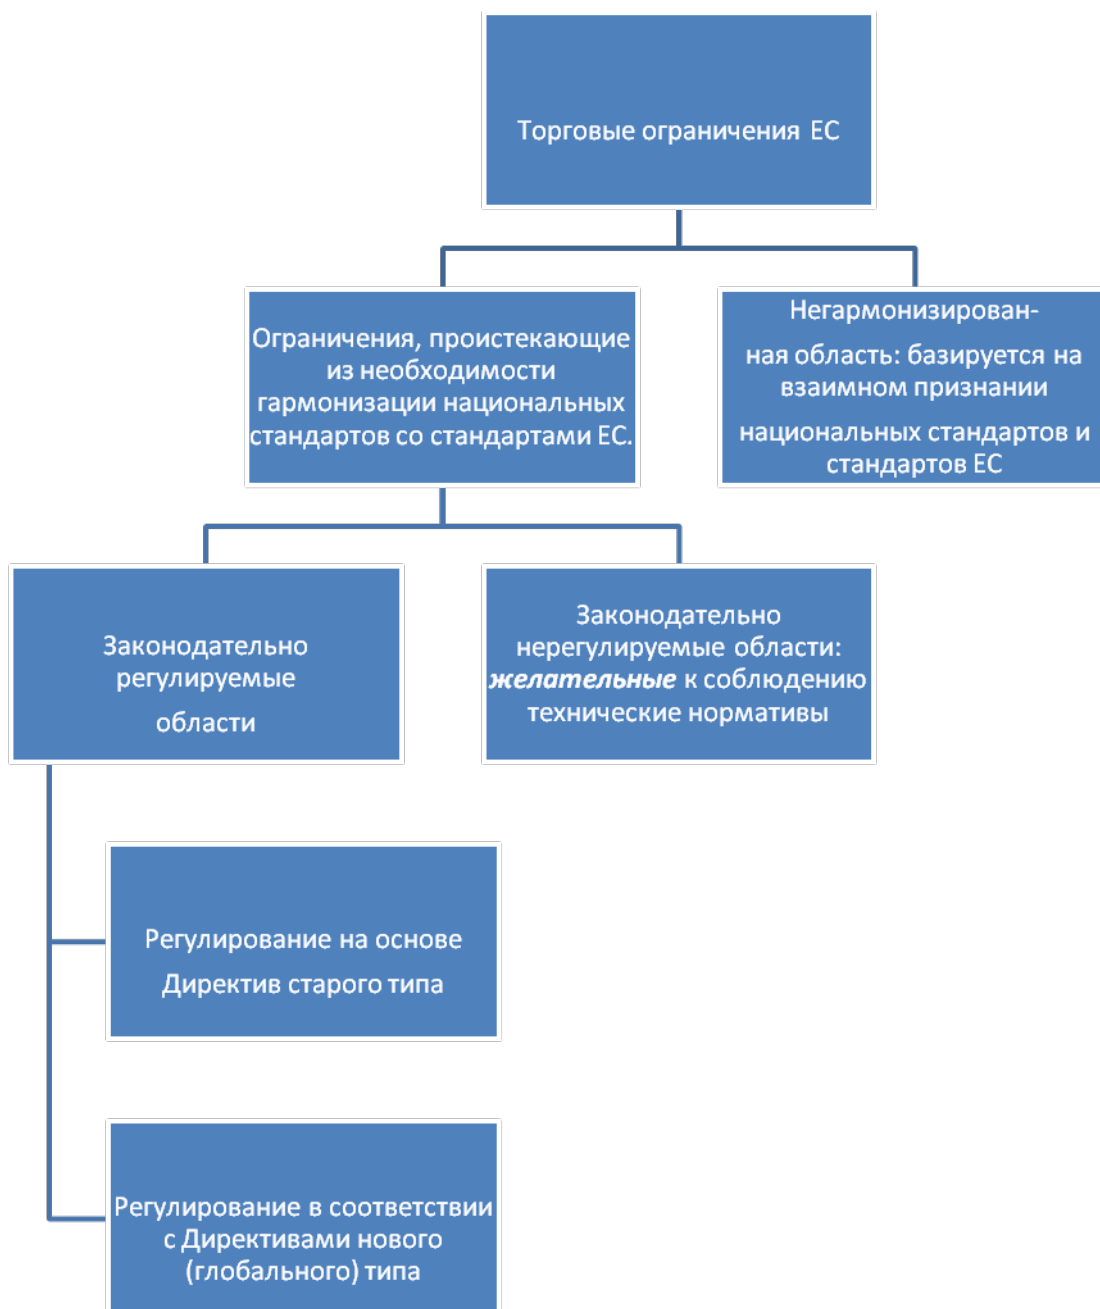 Торговые ограничения ЕС
Ограничения, проистекающие
из необходимости
гармонизации национальных
стандартов со стандартами ЕС.
Негармонизирован-
ная область: базируется на
взаимном признании
национальных стандартов и
стандартов ЕС
Законодательно
регулируемые
области
Законодательно
нерегулируемые области:
желательные к соблюдению
технические нормативы
Регулирование на основе
Директив старого типа
Регулирование в соответствии
с Директивами нового
(глобального) типа